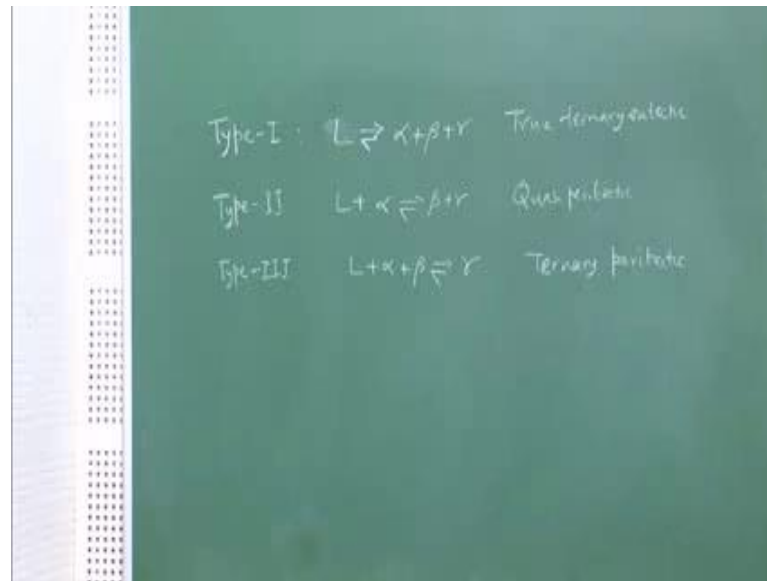 Type-I : L ⇌ α+β+γ True ternary eutectic
Type-II L+ α ⇌ β+γ Quasi peritectic
Type-III L+α+β ⇌ γ Ternary peritectic